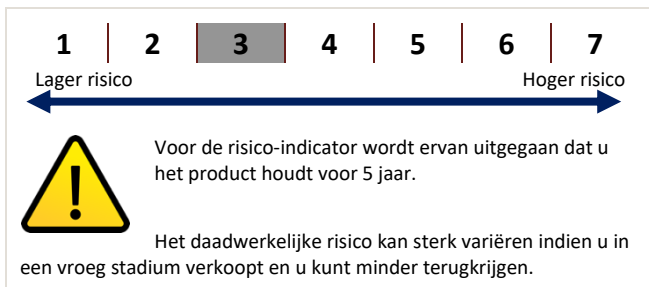 1 2 3 4 5 6 7
Lager risico Hoger risico
Voor de risico-indicator wordt ervan uitgegaan dat u
het product houdt voor 5 jaar.
Het daadwerkelijke risico kan sterk variëren indien u in
een vroeg stadium verkoopt en u kunt minder terugkrijgen.